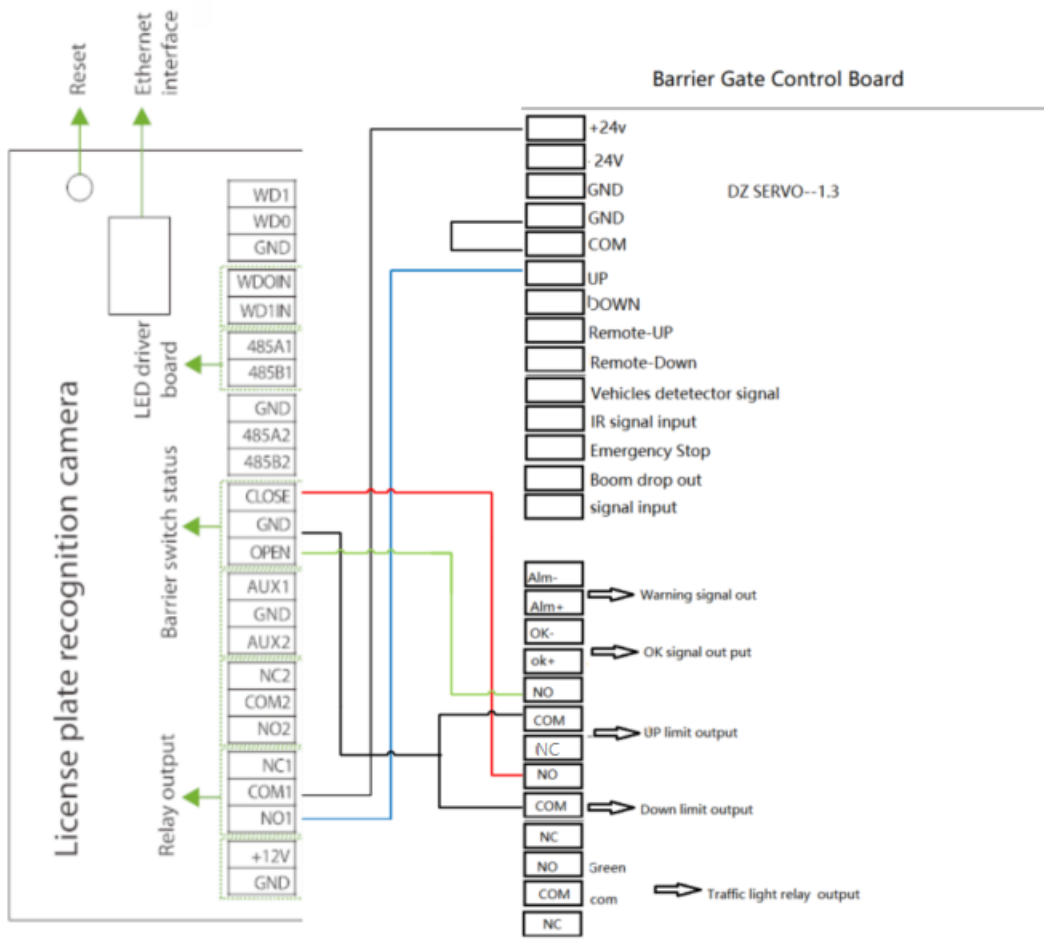 Reset
Ethernet
interface
LED driver
board
License plate recognition camera
Barrier switch status
Relay output
WD1
WD0
GND
WDOIN
WD1IN
485A1
485B1
GND
485A2
485B2
CLOSE
GND
OPEN
AUX1
GND
AUX2
NC2
COM2
NO2
NC1
COM1
NO1
+12V
GND
Barrier Gate Control Board
DZ SERVO--1.3
+24v
- 24V
GND
GND
COM
UP
DOWN
Remote-UP
Remote-Down
Vehicles detetector signal
IR signal input
Emergency Stop
Boom drop out
signal input
Alm-
Alm+
Warning signal out
OK-
ok+
OK signal out put
NO
COM
NC
UP limit output
NO
COM
NC
Down limit output
NO Green
COM com
NC
Traffic light relay output